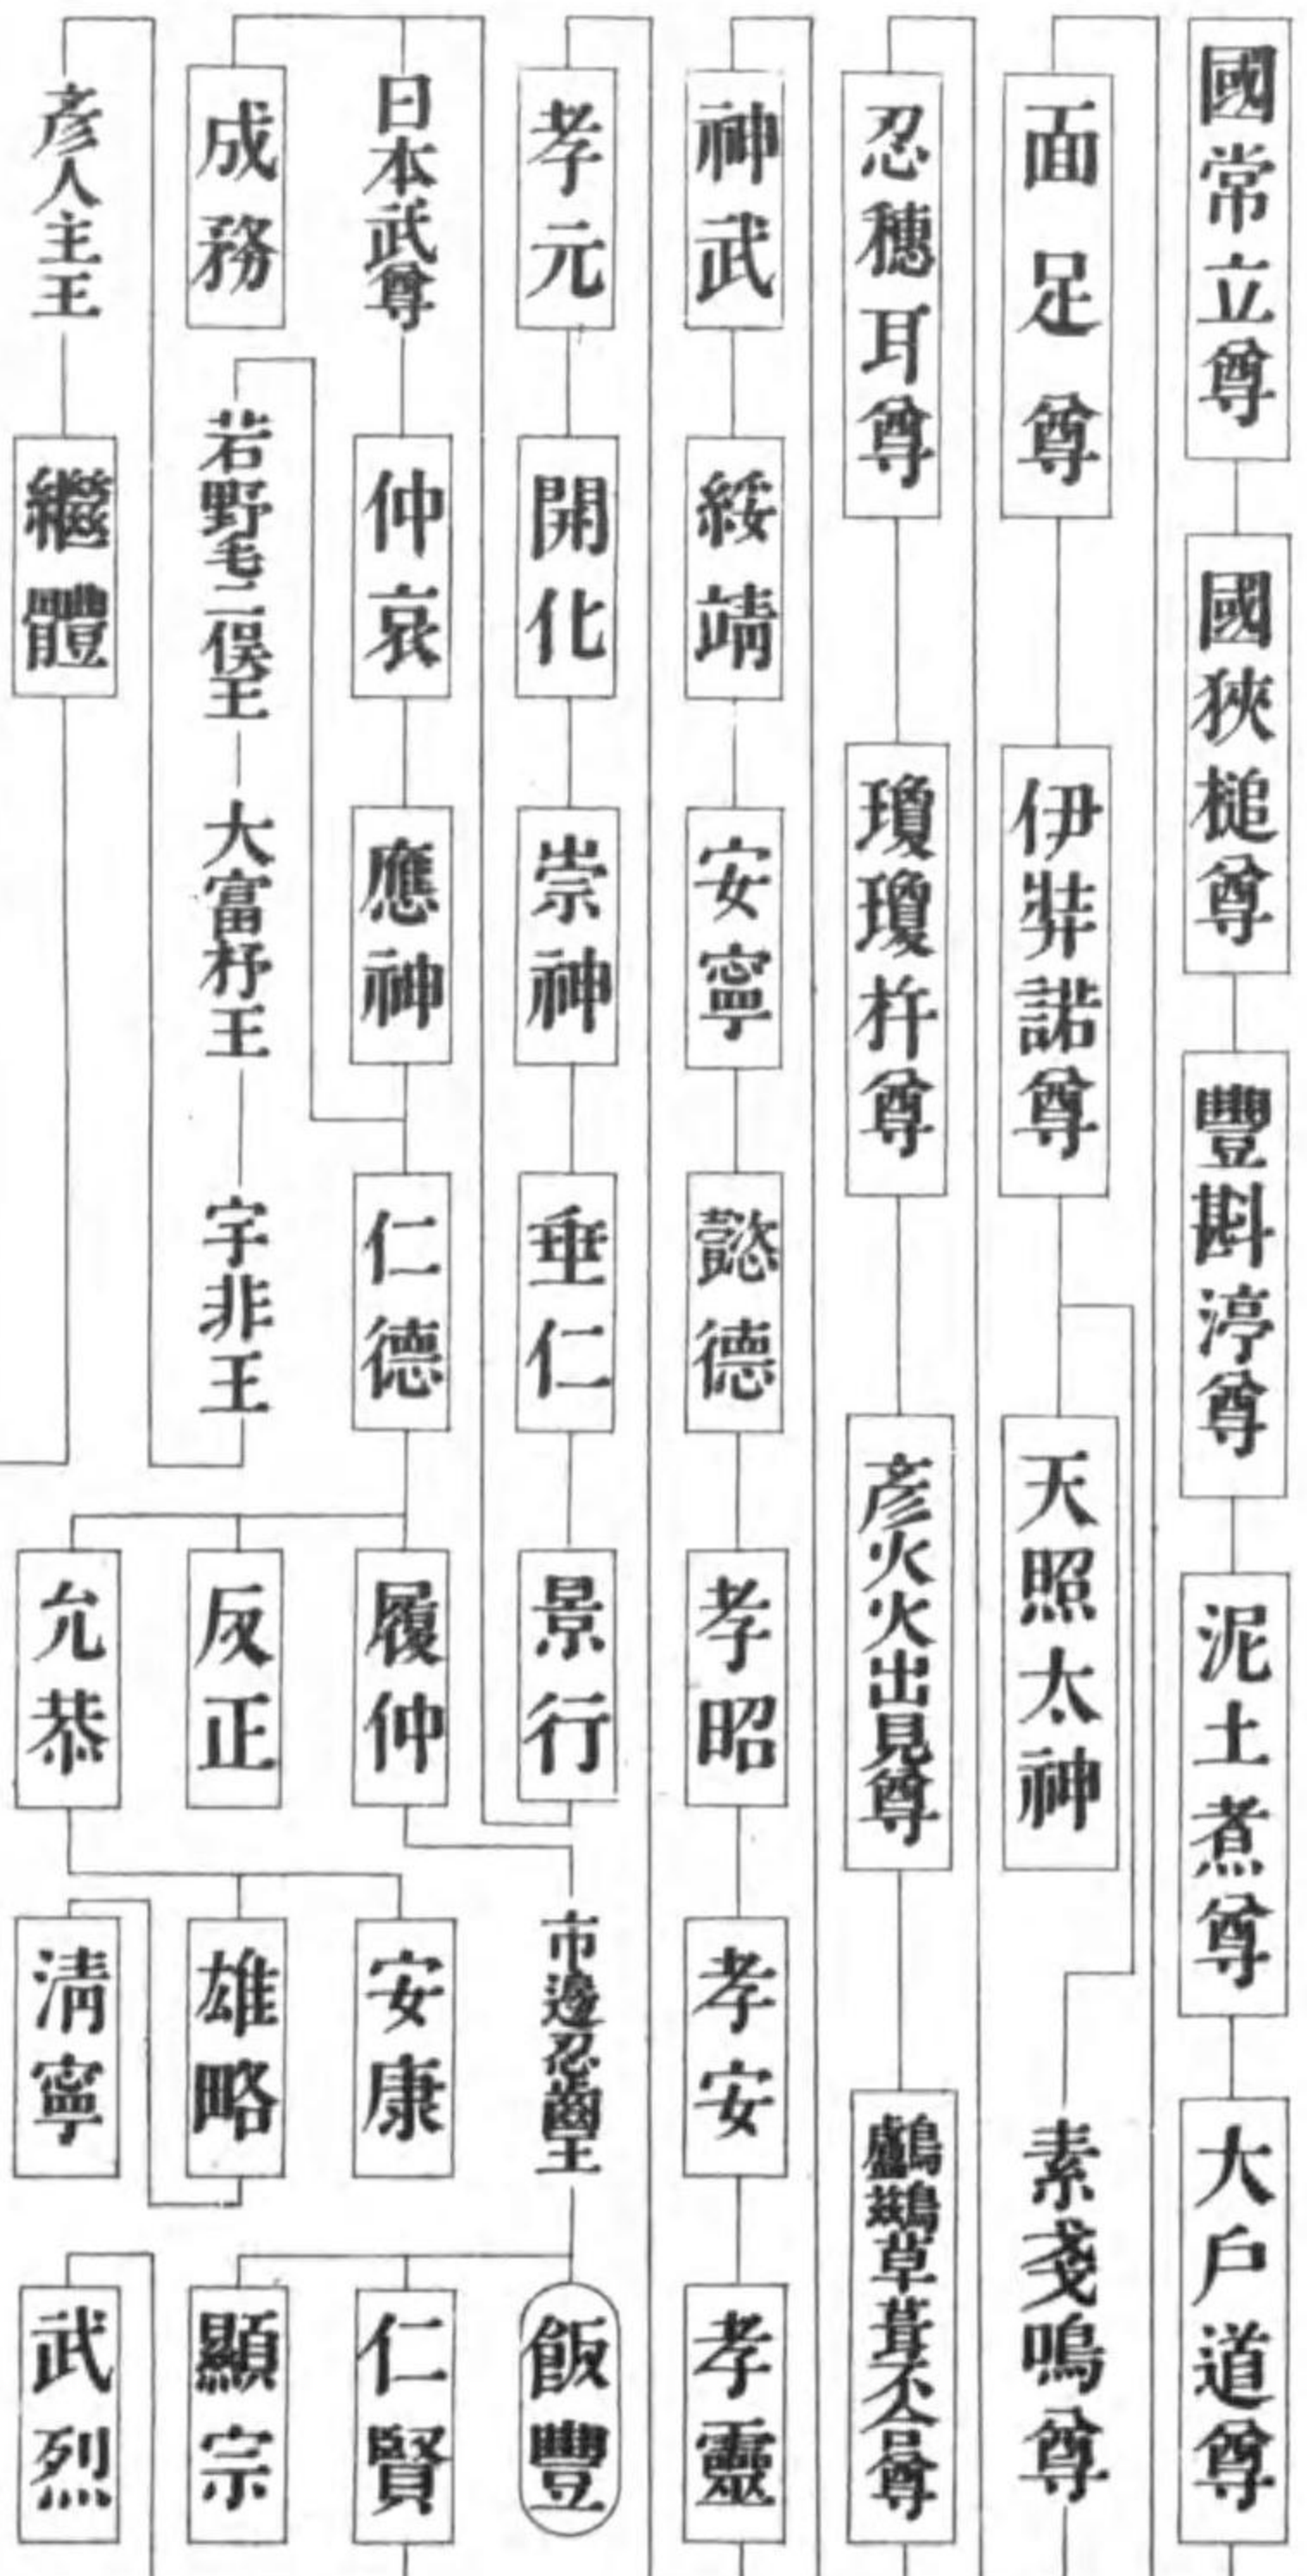 國常立尊
國狹槌尊
豐斟渟尊
泥土煮尊
大戶道尊
面足尊
伊弉諾尊
天照太神
素戔嗚尊
忍穗耳尊
瓊瓊杵尊
彥火火出見尊
鸕鷀草葺不合尊
神武
綏靖
安寧
懿德
孝昭
孝安
孝靈
孝元
開化
崇神
垂仁
景行
市邊忍齒王
飯豐
日本武尊
仲哀
應神
仁德
履仲
安康
仁賢
成務
若野毛二俣王
大富杼王
宇非王
反正
雄略
顯宗
彥人主王
繼體
允恭
淸寧
武烈